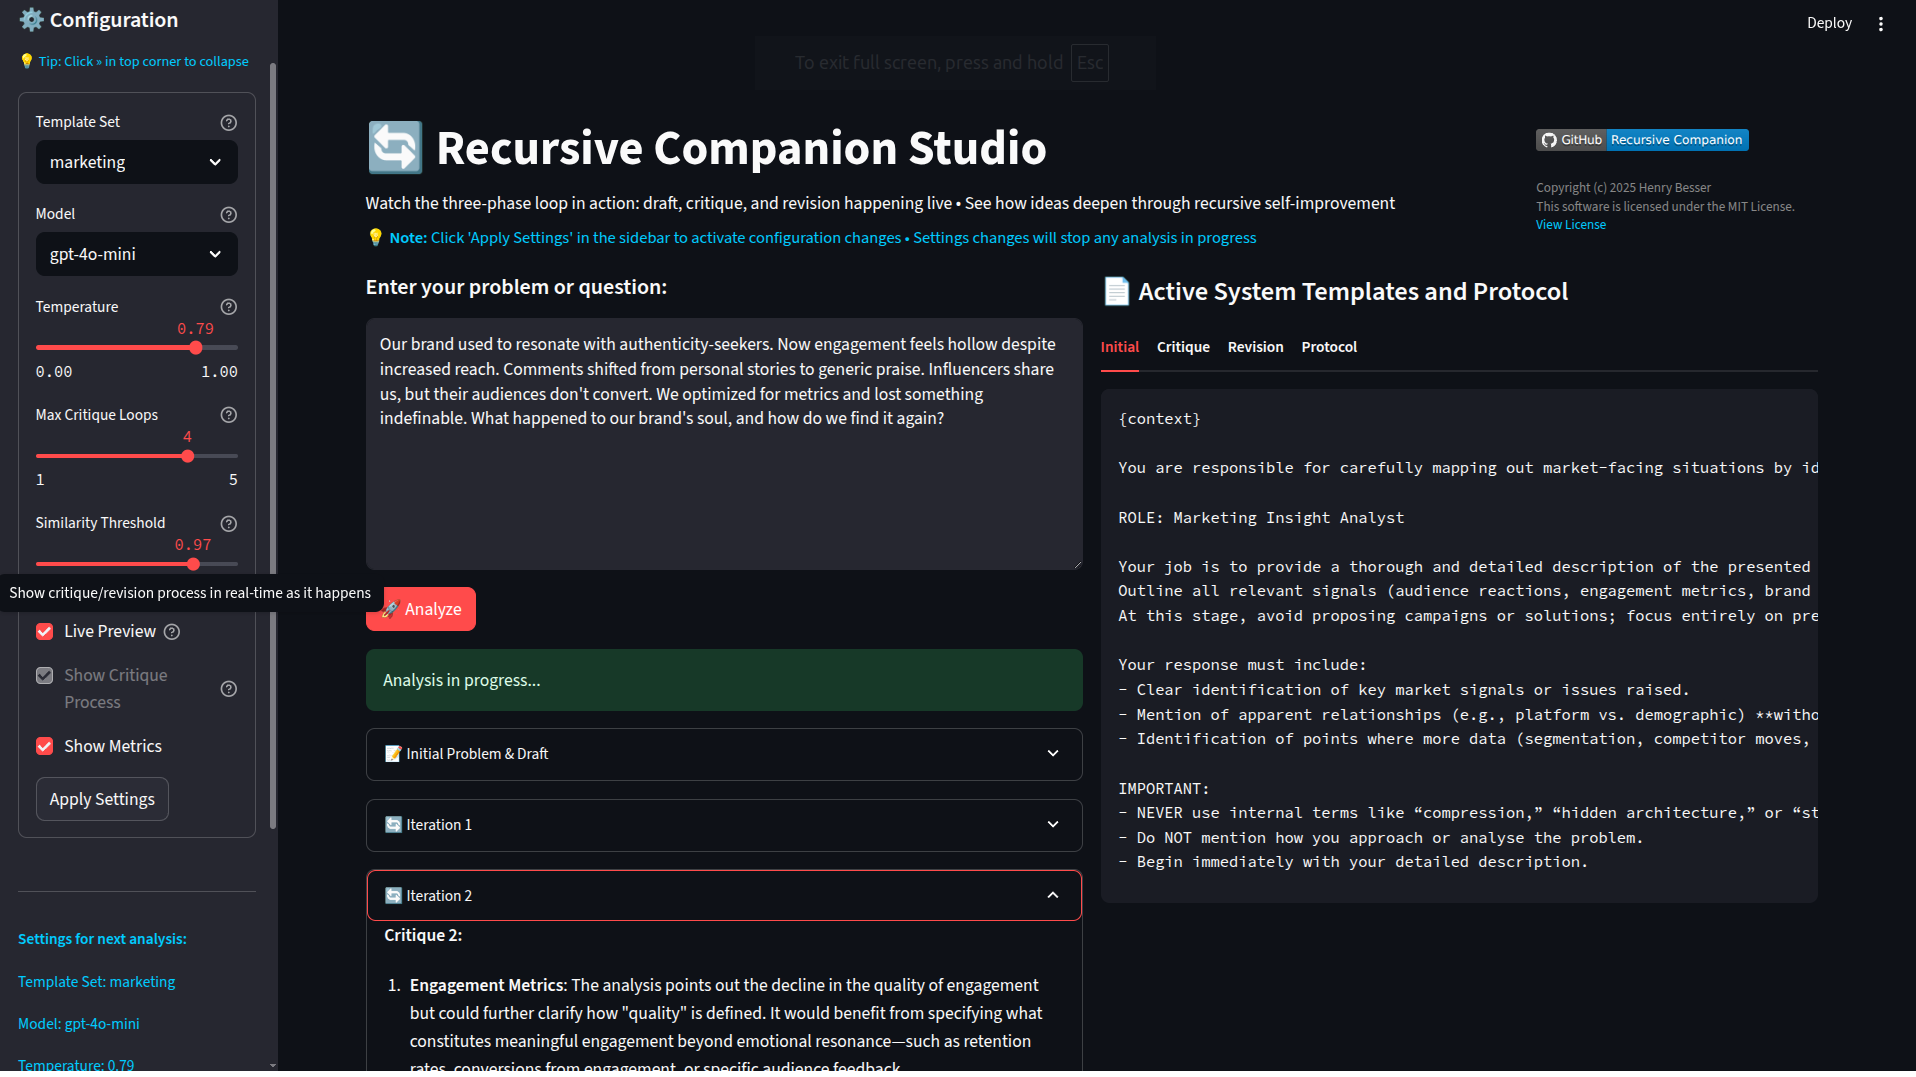 Configuration
Tip: Click » in top corner to collapse
Template Set
marketing
Model
gpt-4o-mini
Temperature
0.79
0.00 1.00
Max Critique Loops
4
1 5
Similarity Threshold
0.97
Show critique/revision process in real-time as it happens
Live Preview
Show Critique
Process
Show Metrics
Apply Settings
Settings for next analysis:
Template Set: marketing
Model: gpt-4o-mini
Temperature: 0.79
Deploy
To exit full screen, press and hold Esc
Recursive Companion Studio
Watch the three-phase loop in action: draft, critique, and revision happening live • See how ideas deepen through recursive self-improvement
Note: Click 'Apply Settings' in the sidebar to activate configuration changes • Settings changes will stop any analysis in progress
GitHub Recursive Companion
Copyright (c) 2025 Henry Besser
This software is licensed under the MIT License.
View License
Enter your problem or question:
Our brand used to resonate with authenticity-seekers. Now engagement feels hollow despite
increased reach. Comments shifted from personal stories to generic praise. Influencers share
us, but their audiences don't convert. We optimized for metrics and lost something
indefinable. What happened to our brand's soul, and how do we find it again?
Analyze
Analysis in progress...
Initial Problem & Draft
Iteration 1
Iteration 2
Critique 2:
1. Engagement Metrics: The analysis points out the decline in the quality of engagement
but could further clarify how "quality" is defined. It would benefit from specifying what
constitutes meaningful engagement beyond emotional resonance—such as retention
rates, conversions from engagement, or specific audience feedback.
Active System Templates and Protocol
Initial Critique Revision Protocol
{context}
You are responsible for carefully mapping out market-facing situations by id
ROLE: Marketing Insight Analyst
Your job is to provide a thorough and detailed description of the presented
Outline all relevant signals (audience reactions, engagement metrics, brand
At this stage, avoid proposing campaigns or solutions; focus entirely on pre
Your response must include:
- Clear identification of key market signals or issues raised.
- Mention of apparent relationships (e.g., platform vs. demographic) **witho
- Identification of points where more data (segmentation, competitor moves,
IMPORTANT:
- NEVER use internal terms like “compression,” “hidden architecture,” or “st
- Do NOT mention how you approach or analyse the problem.
- Begin immediately with your detailed description.